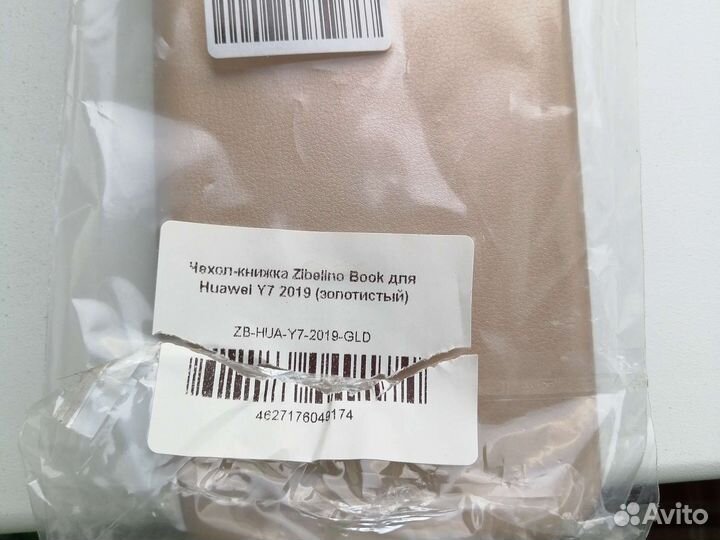 Чехол-книжка Zibelino Book для
Huawei Y7 2019 (золотистый)
ZB-HUA-Y7-2019-GLD
4627176049174
Avito